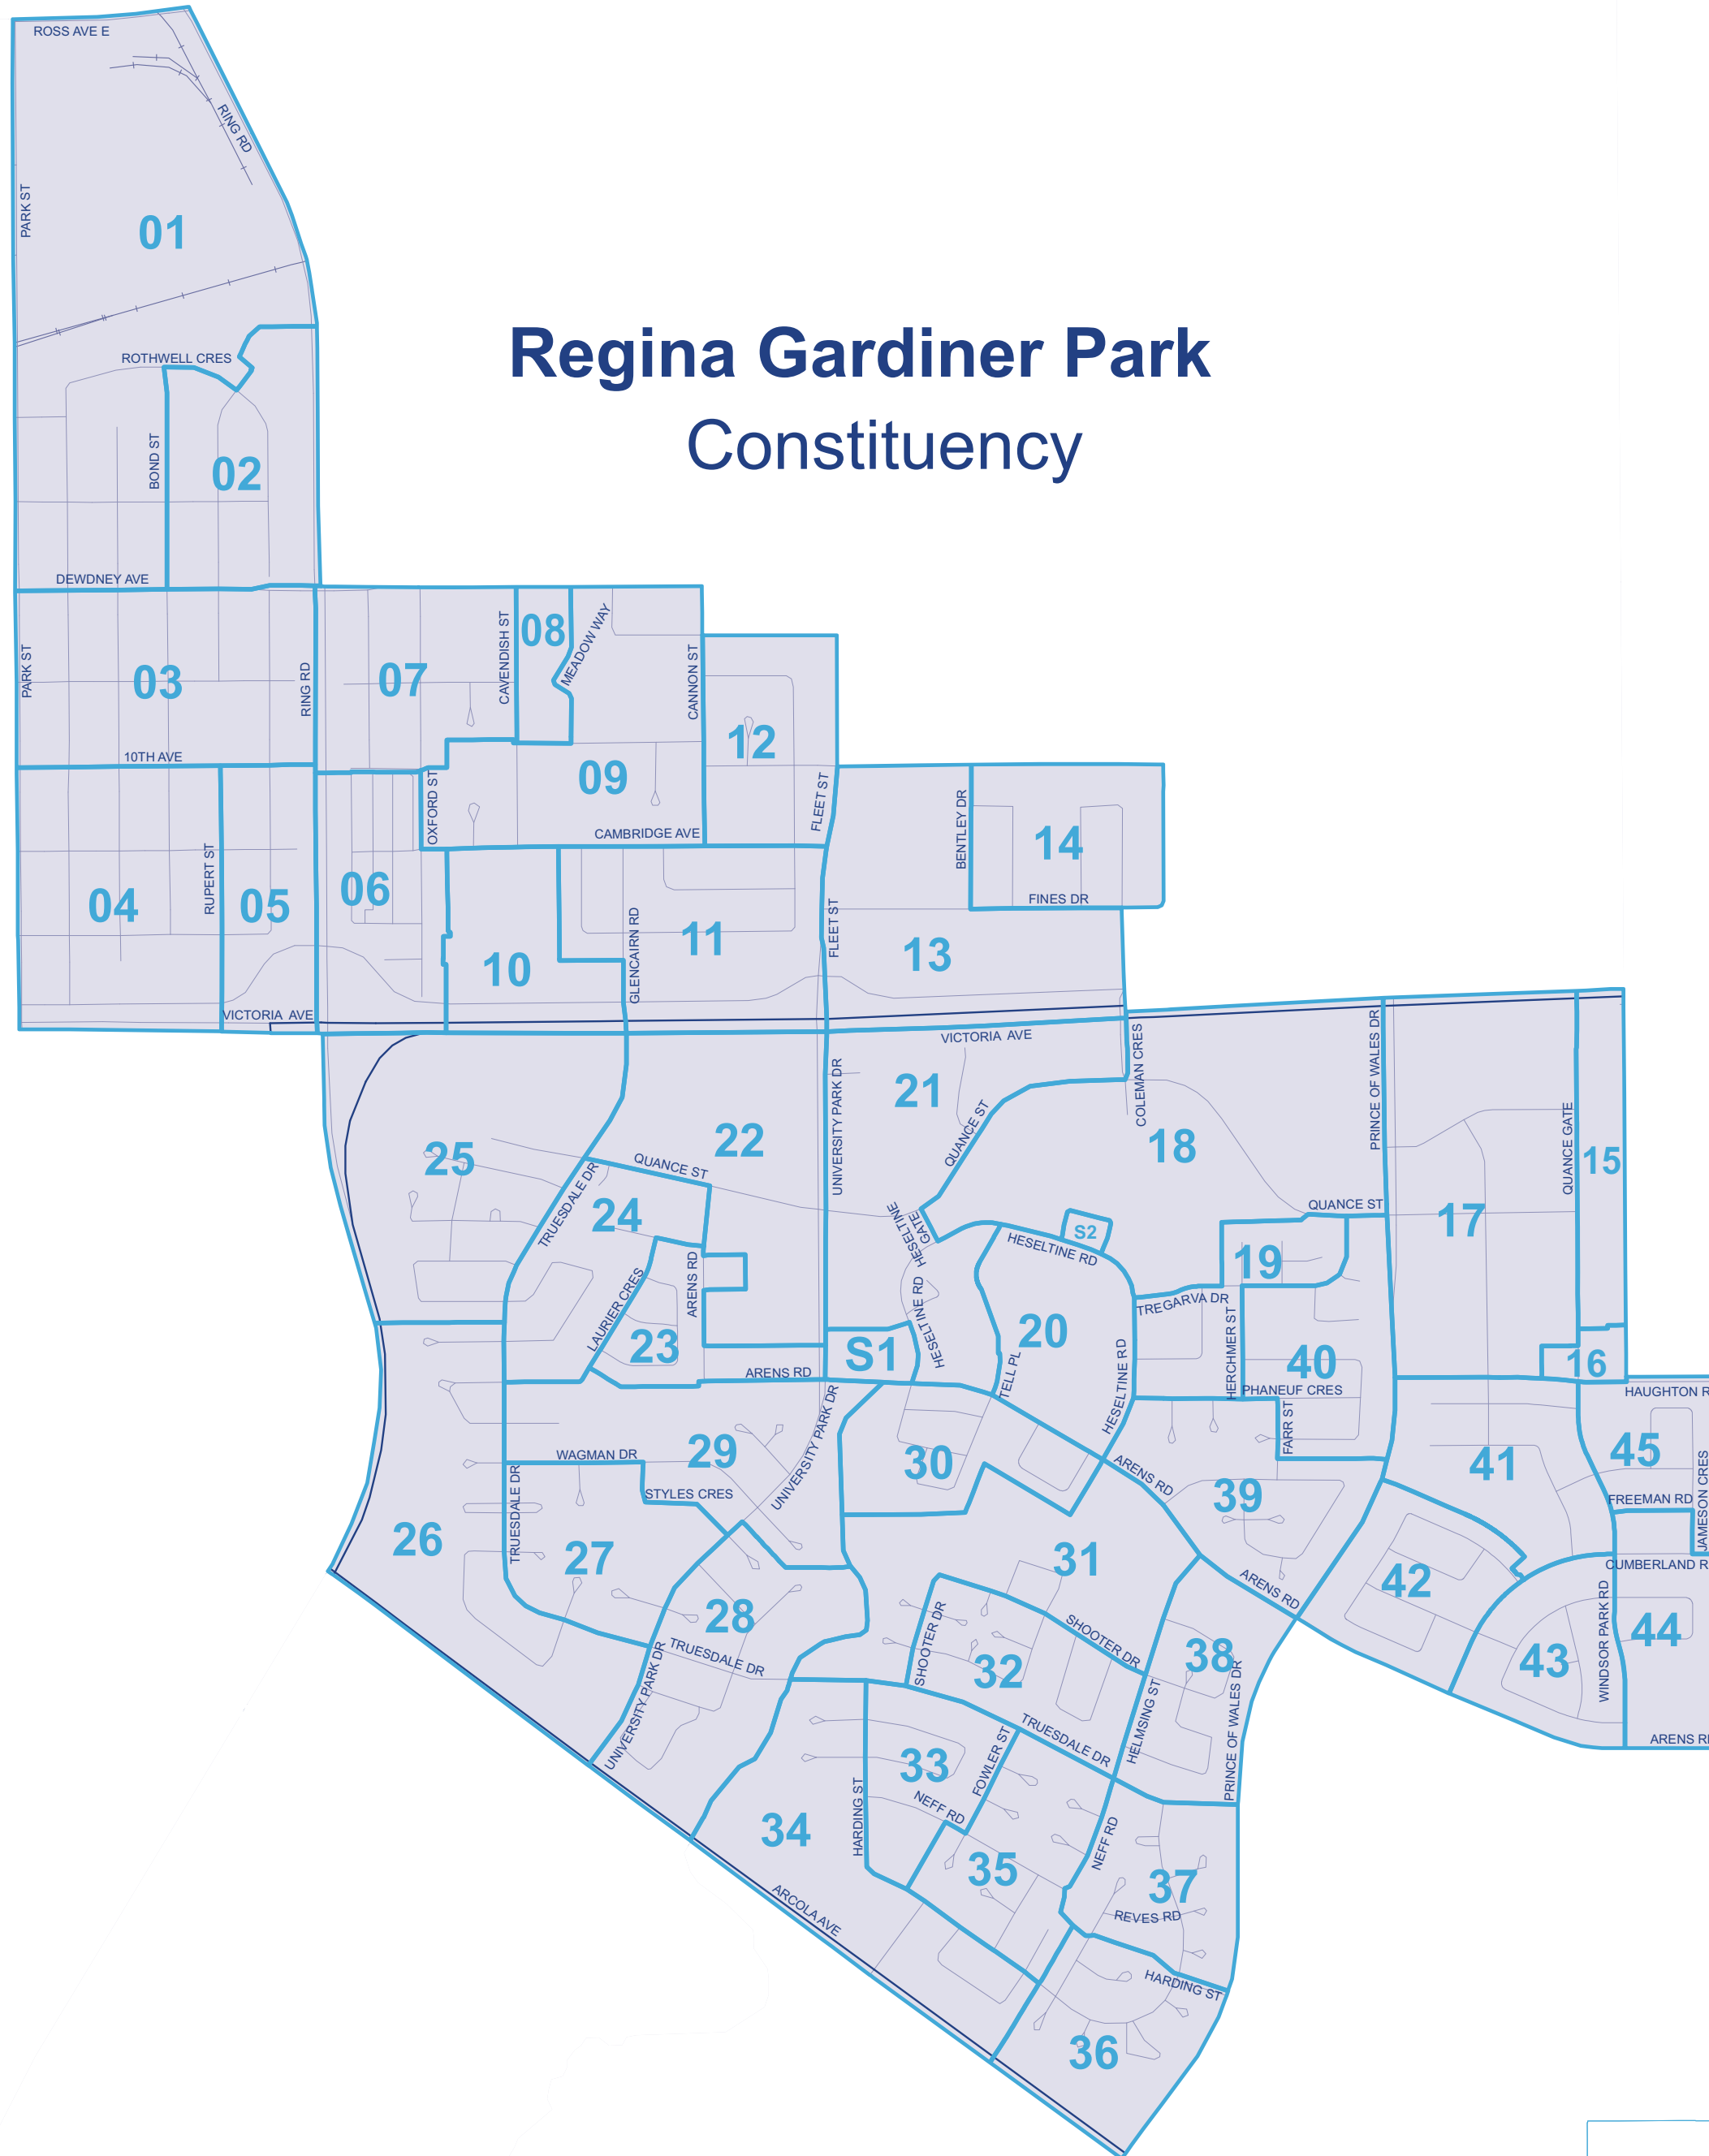 ROSS AVE E
RING RD
PARK ST
01
Regina Gardiner Park
Constituency
ROTHWELL CRES
BOND ST
02
DEWDNEY AVE
PARK ST
03
RING RD
07
CAVENDISH ST
08
MEADOW WAY
CANNON ST
12
10TH AVE
OXFORD ST
09
CAMBRIDGE AVE
FLEET ST
BENTLEY DR
14
FINES DR
04
RUPERT ST
05
06
10
GLENCAIRN RD
11
FLEET ST
13
VICTORIA AVE
VICTORIA AVE
UNIVERSITY PARK DR
21
COLEMAN CRES
PRINCE OF WALES DR
QUANCE GATE
15
25
22
QUANCE ST
QUANCE ST
18
TRUESDALE DR
24
HESELTINE
GATE
S2
HESELTINE RD
QUANCE ST
17
19
LAURIER CRES
ARENS RD
23
HESELTINE RD
20
TREGARVA DR
HERCHMER ST
S1
40
16
ARENS RD
TELL PL
HESELTINE RD
PHANEUF CRES
HAUGHTON R
FARR ST
WAGMAN DR
29
UNIVERSITY PARK DR
30
ARENS RD
39
41
45
JAMESON CRES
STYLES CRES
FREEMAN RD
TRUESDALE DR
26
27
31
ARENS RD
42
CUMBERLAND R
28
SHOOTER DR
SHOOTER DR
38
WINDSOR PARK RD
44
43
TRUESDALE DR
UNIVERSITY PARK DR
32
HELMSING ST
PRINCE OF WALES DR
TRUESDALE DR
ARENS R
33
FOWLER ST
NEFF RD
HARDING ST
34
35
NEFF RD
37
REVES RD
ARCOLA AVE
HARDING ST
36